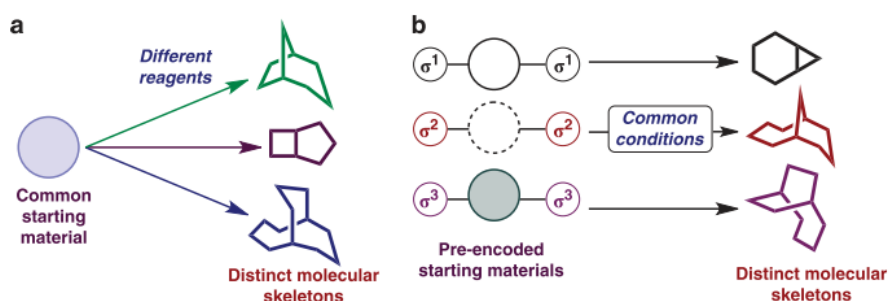 a
Different
reagents
Common
starting
material
Distinct molecular
skeletons
b
σ¹ σ¹
σ² σ²
Common
conditions
σ³ σ³
Pre-encoded
starting materials
Distinct molecular
skeletons